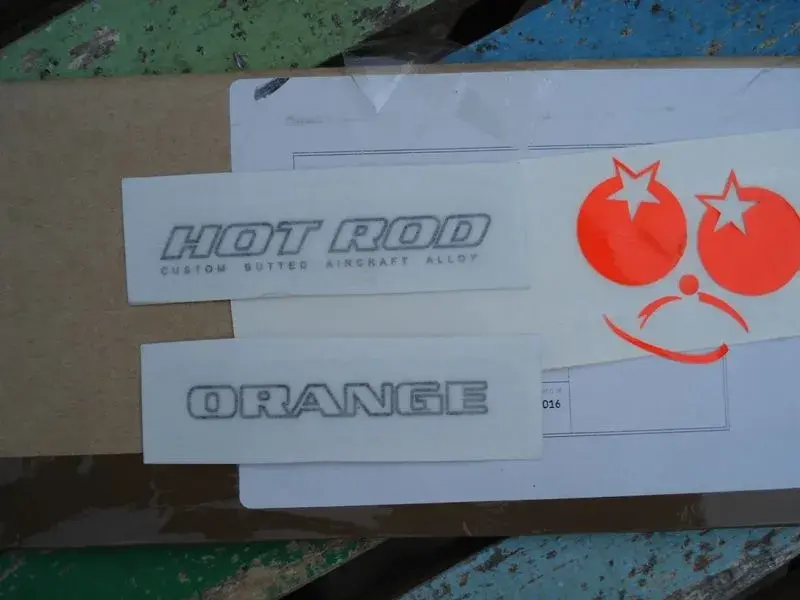 HOT ROD
CUSTOM BUTTED AIRCRAFT ALLOY
ORANGE
016